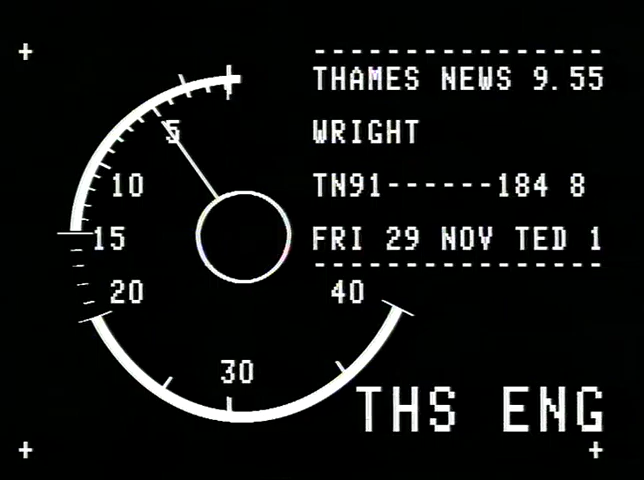 ----------------
THAMES NEWS 9.55
WRIGHT
TN91------184 8
FRI 29 NOV TED 1
----------------
5
10
15
20
30
40
THS ENG